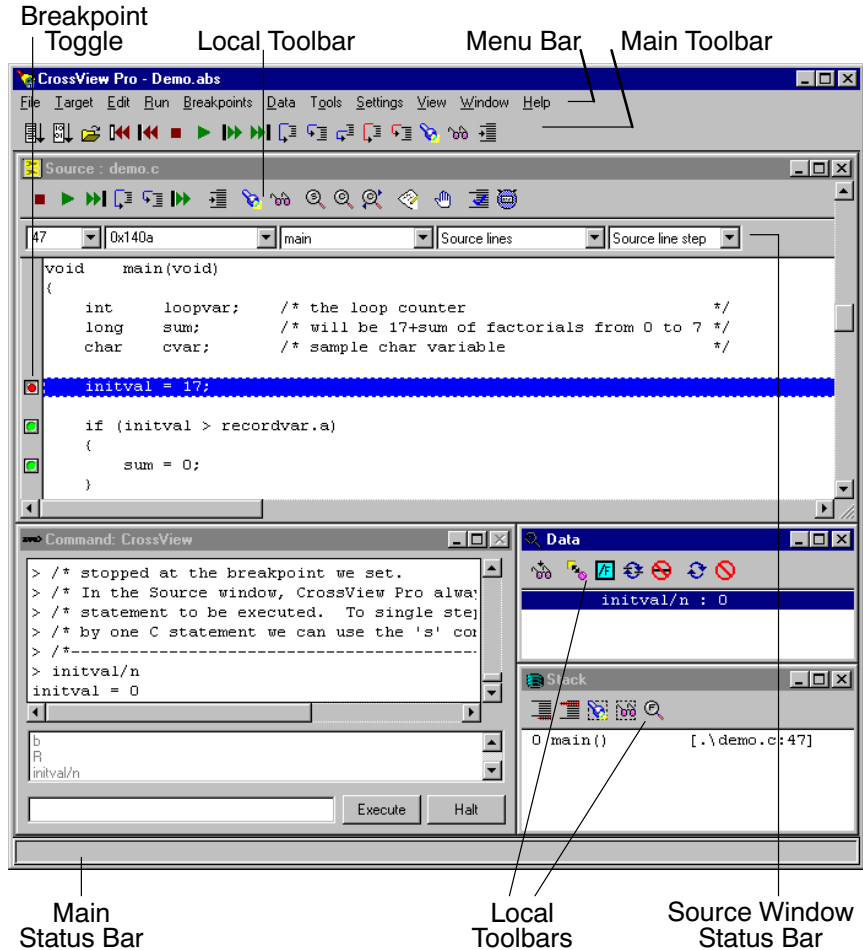 Breakpoint
Toggle
Local Toolbar
Menu Bar
Main Toolbar
CrossView Pro - Demo.abs
File Target Edit Run Breakpoints Data Tools Settings View Window Help
Source : demo.c
47 0x140a main Source lines Source line step
void main(void)
{
int loopvar; /* the loop counter */
long sum; /* will be 17+sum of factorials from 0 to 7 */
char cvar; /* sample char variable */
initval = 17;
if (initval > recordvar.a)
{
sum = 0;
}
Command: CrossView
> /* stopped at the breakpoint we set.
> /* In the Source window, CrossView Pro alway
> /* statement to be executed. To single step
> /* by one C statement we can use the 's' com
> /*-----------------------------------------
> initval/n
initval = 0
b
R
initval/n
Execute
Halt
Data
initval/n : 0
Stack
0 main() [.\demo.c:47]
Main
Status Bar
Local
Toolbars
Source Window
Status Bar